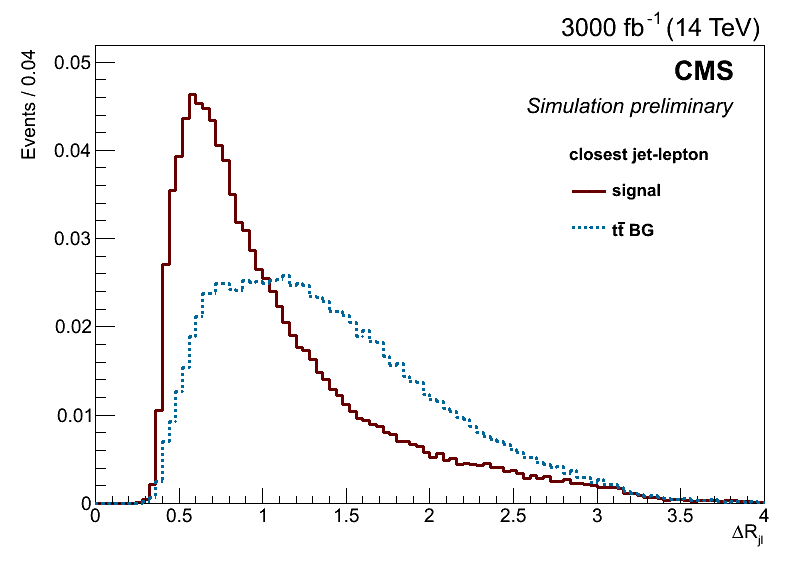 3000 fb⁻¹ (14 TeV)
Events / 0.04
0.05
0.04
0.03
0.02
0.01
0
CMS
Simulation preliminary
closest jet-lepton
signal
tt̄ BG
0 0.5 1 1.5 2 2.5 3 3.5 4
ΔR_jl